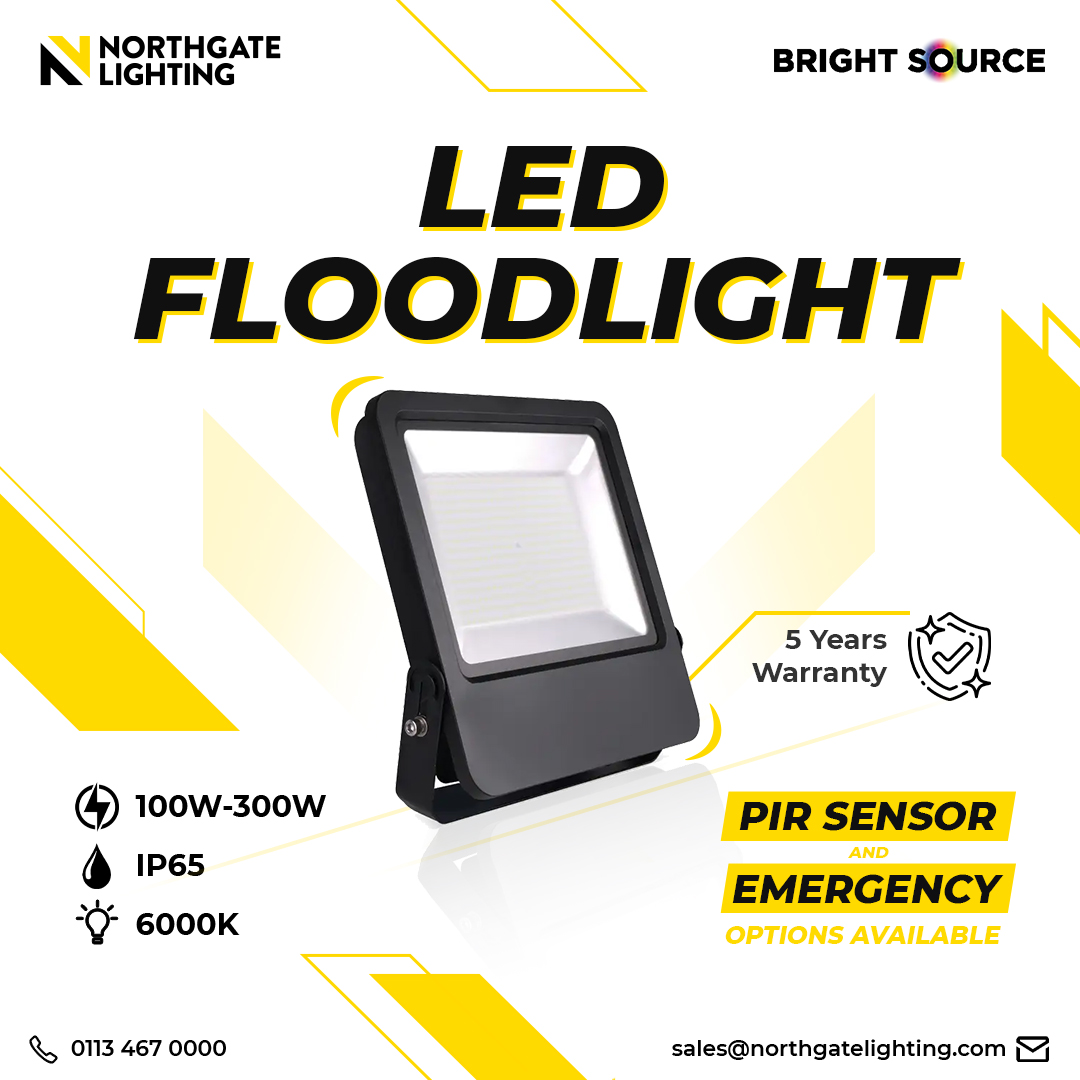 NORTHGATE
LIGHTING
BRIGHT SOURCE
LED
FLOODLIGHT
5 Years
Warranty
100W-300W
IP65
6000K
PIR SENSOR
AND
EMERGENCY
OPTIONS AVAILABLE
0113 467 0000
sales@northgatelighting.com